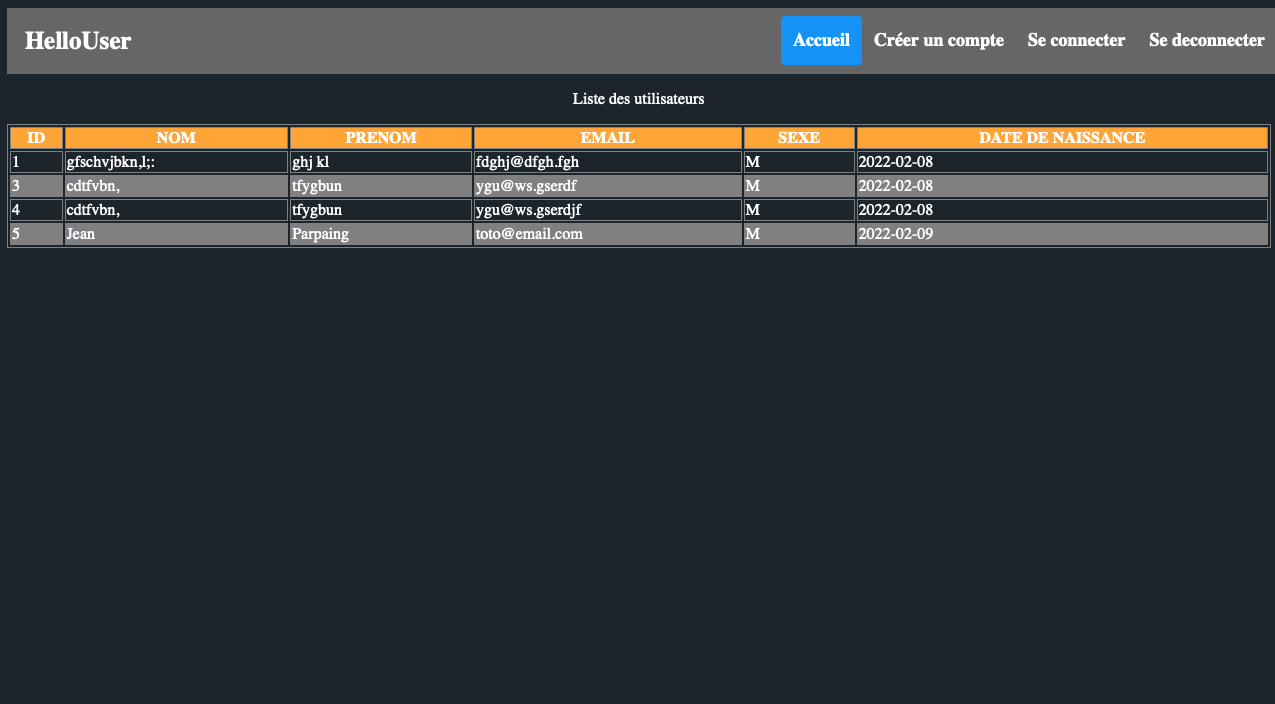 HelloUser Accueil Créer un compte Se connecter Se deconnecter
Liste des utilisateurs
ID NOM PRENOM EMAIL SEXE DATE DE NAISSANCE
1 gfschvjbkn,l;: ghj kl fdghj@dfgh.fgh M 2022-02-08
3 cdtfvbn, tfygbun ygu@ws.gserdf M 2022-02-08
4 cdtfvbn, tfygbun ygu@ws.gserdjf M 2022-02-08
5 Jean Parpaing toto@email.com M 2022-02-09